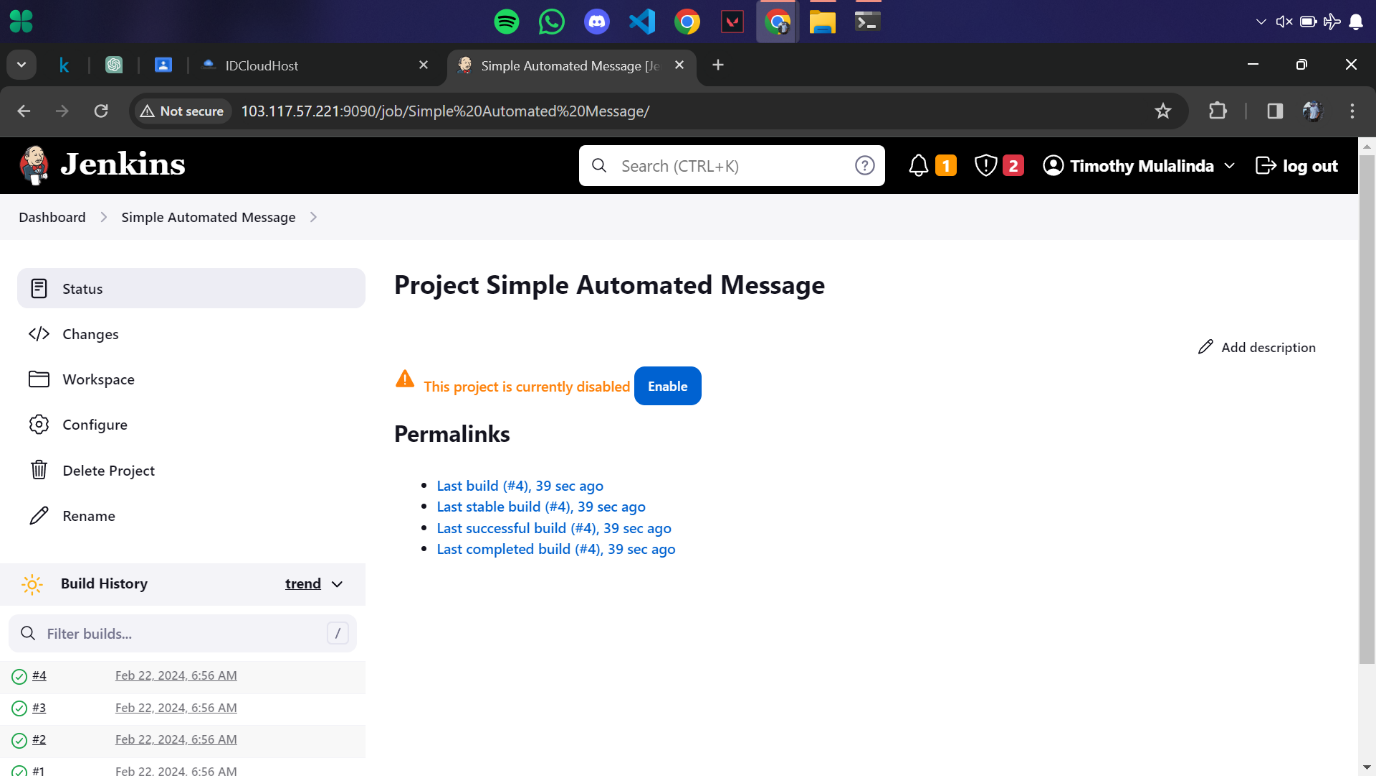 IDCloudHost
Simple Automated Message [Je
Not secure
103.117.57.221:9090/job/Simple%20Automated%20Message/
Jenkins
Search (CTRL+K)
?
1
2
Timothy Mulalinda
log out
Dashboard
Simple Automated Message
Status
Changes
Workspace
Configure
Delete Project
Rename
Build History
trend
Filter builds...
/
#4
Feb 22, 2024, 6:56 AM
#3
Feb 22, 2024, 6:56 AM
#2
Feb 22, 2024, 6:56 AM
#1
Feb 22, 2024, 6:56 AM
Project Simple Automated Message
Add description
This project is currently disabled
Enable
Permalinks
Last build (#4), 39 sec ago
Last stable build (#4), 39 sec ago
Last successful build (#4), 39 sec ago
Last completed build (#4), 39 sec ago